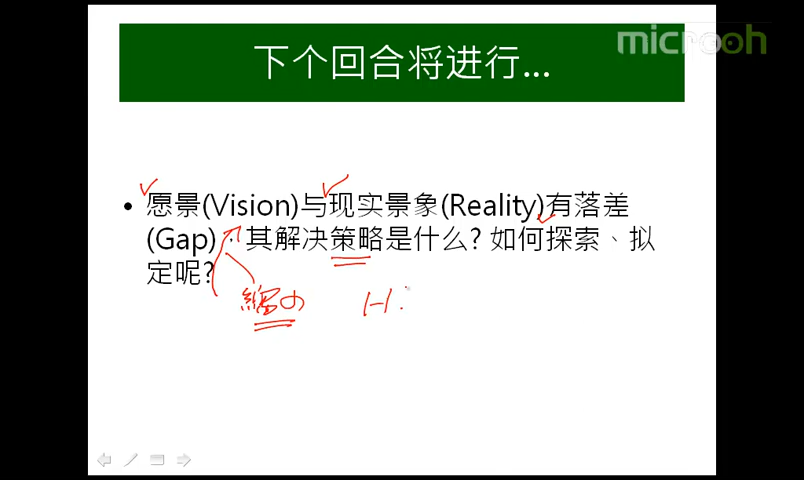 microoh
下个回合将进行...
• 愿景(Vision)与现实景象(Reality)有落差
(Gap)，其解决策略是什么? 如何探索、拟
定呢?
縮小
H: